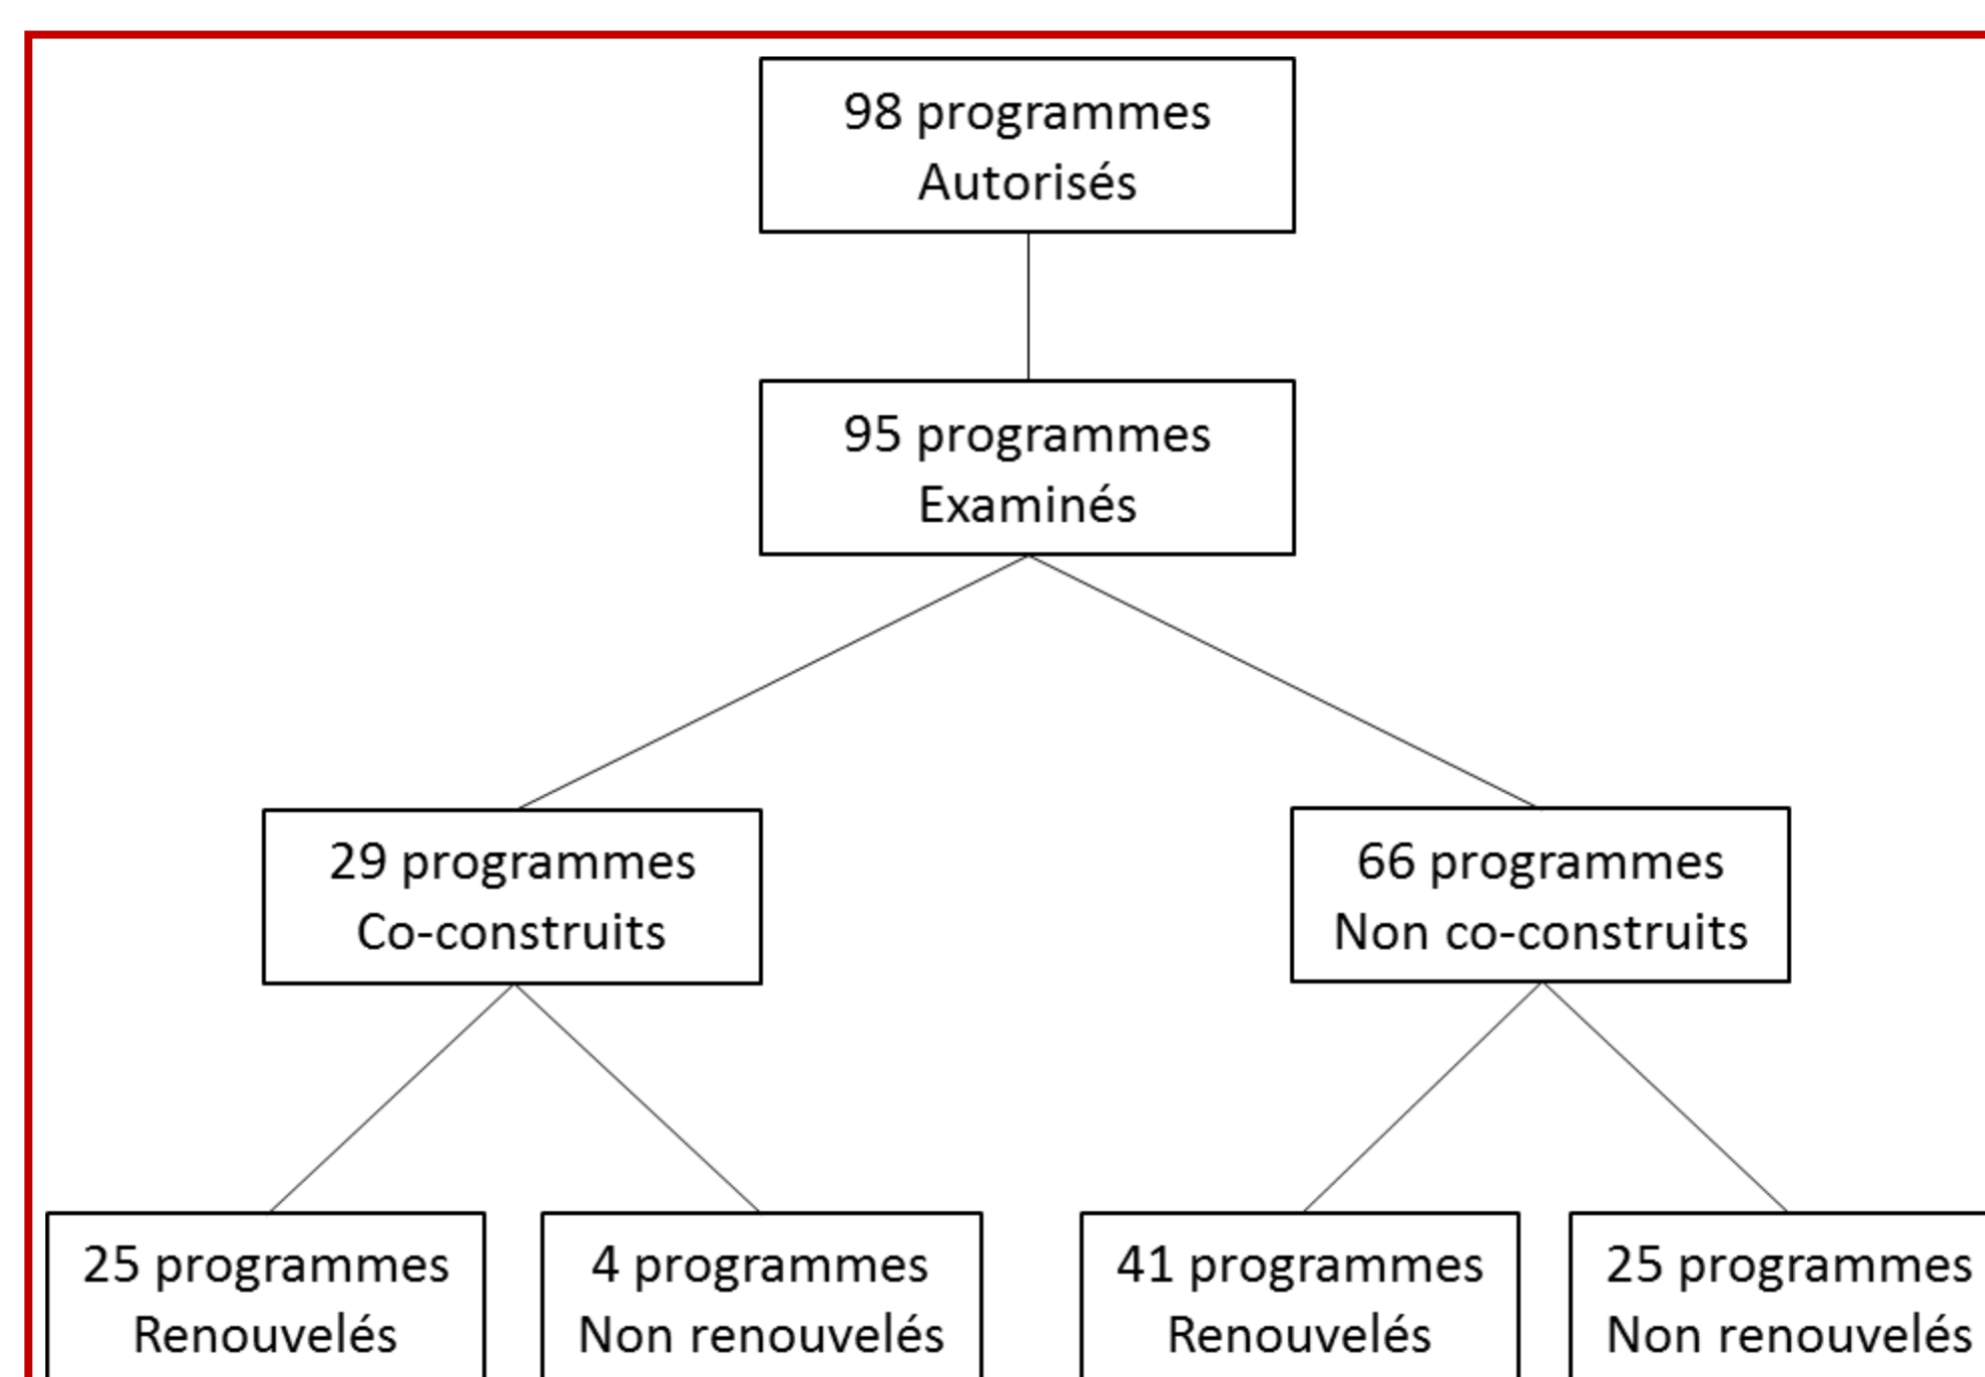 98 programmes
Autorisés
95 programmes
Examinés
29 programmes
Co-construits
66 programmes
Non co-construits
25 programmes
Renouvelés
4 programmes
Non renouvelés
41 programmes
Renouvelés
25 programmes
Non renouvelés